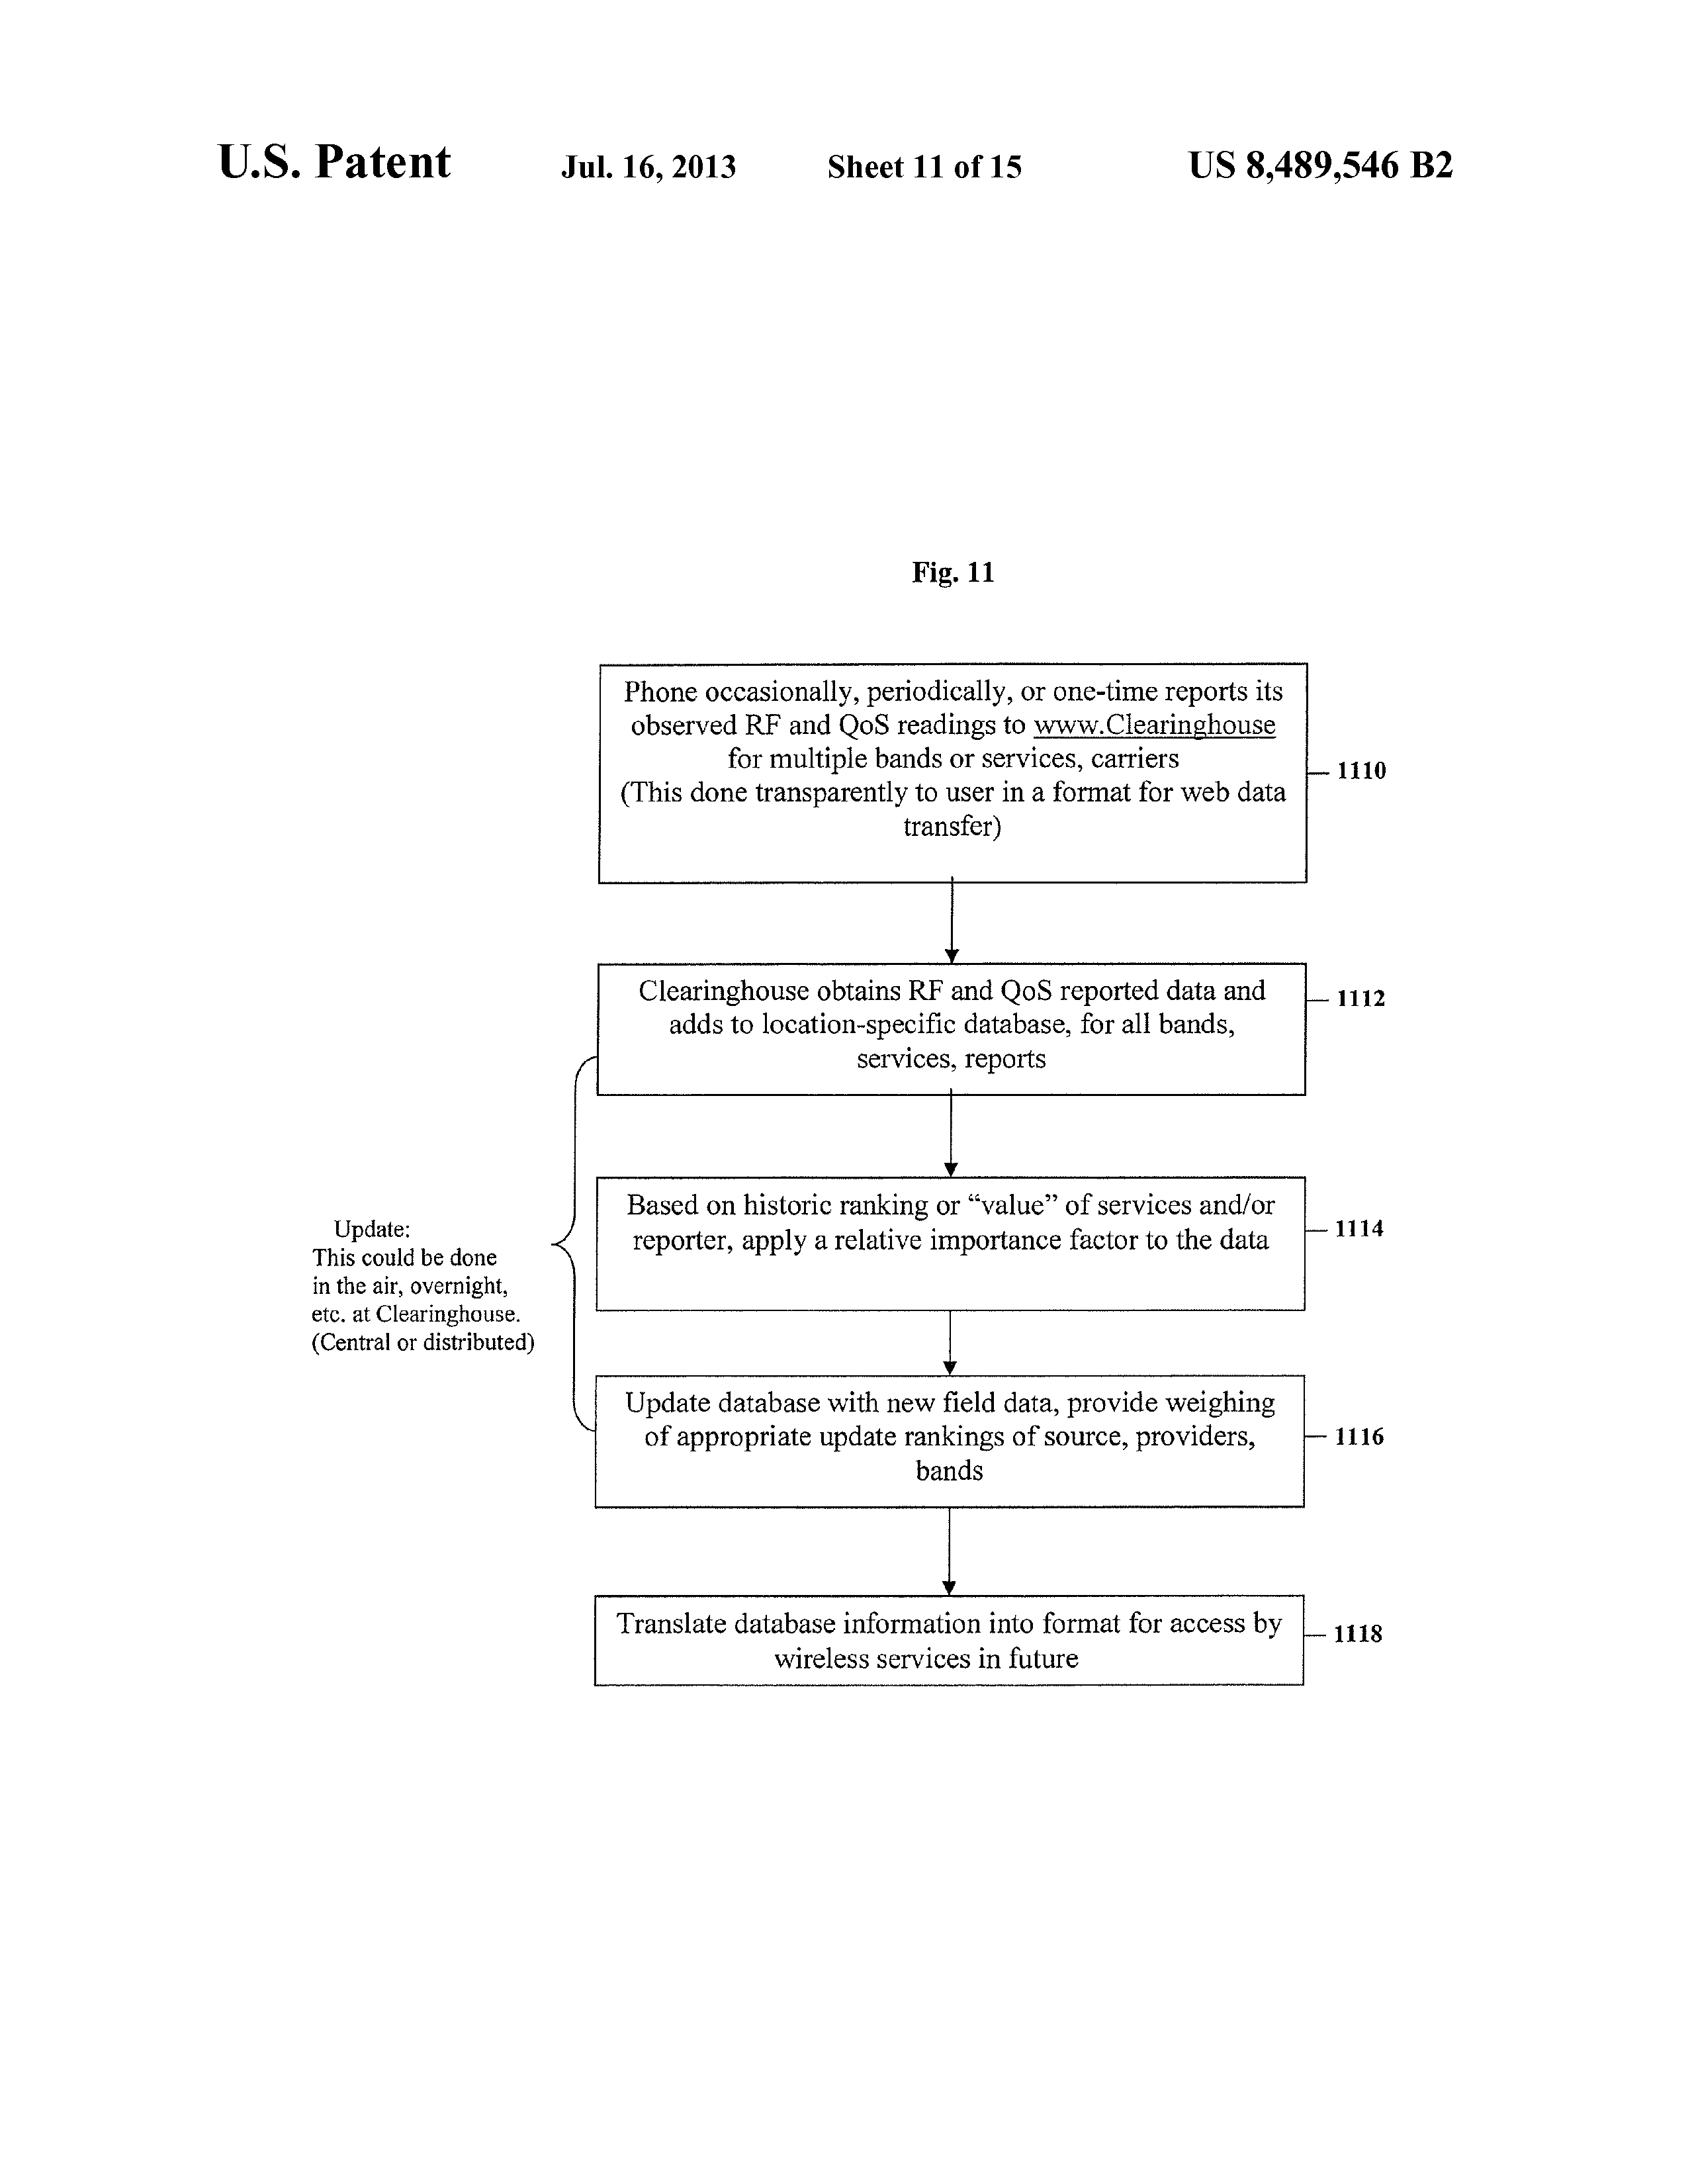 U.S. Patent Jul. 16, 2013 Sheet 11 of 15 US 8,489,546 B2
Fig. 11
Phone occasionally, periodically, or one-time reports its
observed RF and QoS readings to www.Clearinghouse
for multiple bands or services, carriers
(This done transparently to user in a format for web data
transfer)
1110
Clearinghouse obtains RF and QoS reported data and
adds to location-specific database, for all bands,
services, reports
1112
Based on historic ranking or “value” of services and/or
reporter, apply a relative importance factor to the data
1114
Update:
This could be done
in the air, overnight,
etc. at Clearinghouse.
(Central or distributed)
Update database with new field data, provide weighing
of appropriate update rankings of source, providers,
bands
1116
Translate database information into format for access by
wireless services in future
1118